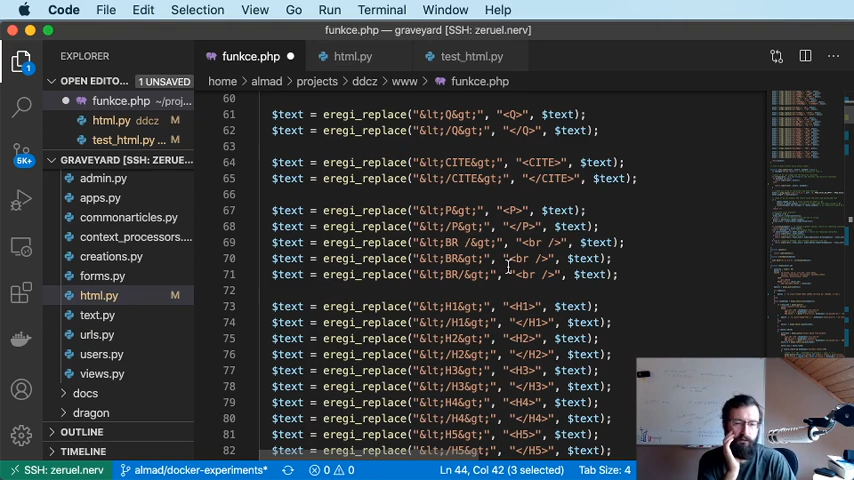 Code File Edit Selection View Go Run Terminal Window Help
funkce.php — graveyard [SSH: zeruel.nerv]
EXPLORER
funkce.php
html.py
test_html.py
OPEN EDITO... 1 UNSAVED
home > almad > projects > ddcz > www > funkce.php
funkce.php ~/proj...
html.py ddcz
test_html.py ... M
GRAVEYARD [SSH: ZERUE...
admin.py
apps.py
commonarticles.py
context_processors...
creations.py
forms.py
html.py M
text.py
urls.py
users.py
views.py
docs
dragon
OUTLINE
TIMELINE
1
5K+
60
61 $text = eregi_replace("&lt;Q&gt;", "<Q>", $text);
62 $text = eregi_replace("&lt;/Q&gt;", "</Q>", $text);
63
64 $text = eregi_replace("&lt;CITE&gt;", "<CITE>", $text);
65 $text = eregi_replace("&lt;/CITE&gt;", "</CITE>", $text);
66
67 $text = eregi_replace("&lt;P&gt;", "<P>", $text);
68 $text = eregi_replace("&lt;/P&gt;", "</P>", $text);
69 $text = eregi_replace("&lt;BR /&gt;", "<br />", $text);
70 $text = eregi_replace("&lt;BR&gt;", "<br />", $text);
71 $text = eregi_replace("&lt;BR/&gt;", "<br />", $text);
72
73 $text = eregi_replace("&lt;H1&gt;", "<H1>", $text);
74 $text = eregi_replace("&lt;/H1&gt;", "</H1>", $text);
75 $text = eregi_replace("&lt;H2&gt;", "<H2>", $text);
76 $text = eregi_replace("&lt;/H2&gt;", "</H2>", $text);
77 $text = eregi_replace("&lt;H3&gt;", "<H3>", $text);
78 $text = eregi_replace("&lt;/H3&gt;", "</H3>", $text);
79 $text = eregi_replace("&lt;H4&gt;", "<H4>", $text);
80 $text = eregi_replace("&lt;/H4&gt;", "</H4>", $text);
81 $text = eregi_replace("&lt;H5&gt;", "<H5>", $text);
82 $text = eregi_replace("&lt;/H5&gt;", "</H5>", $text);
SSH: zeruel.nerv almad/docker-experiments* 0 0 Ln 44, Col 42 (3 selected) Tab Size: 4